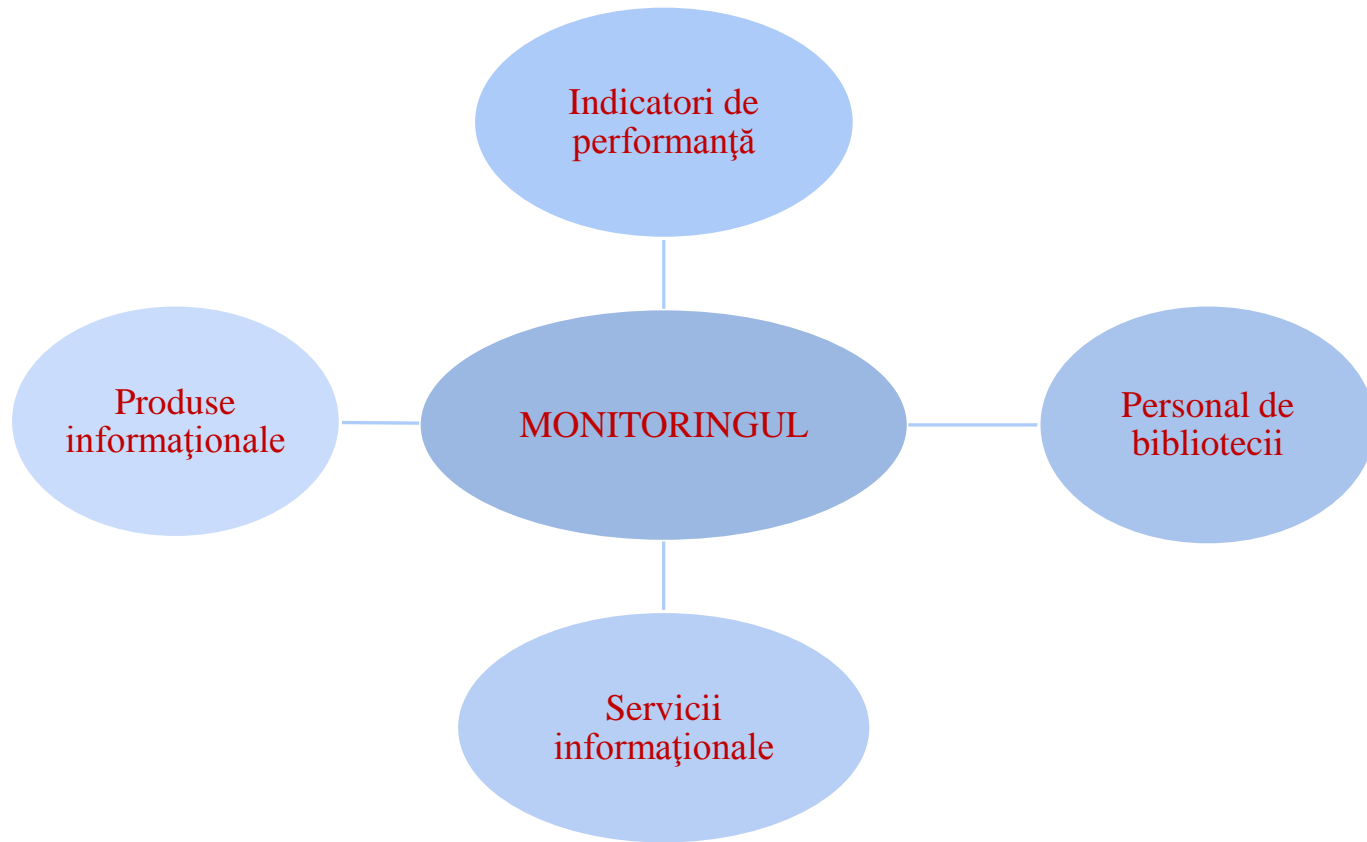 Indicatori de
performanţă
Produse
informaţionale
MONITORINGUL
Personal de
bibliotecii
Servicii
informaţionale